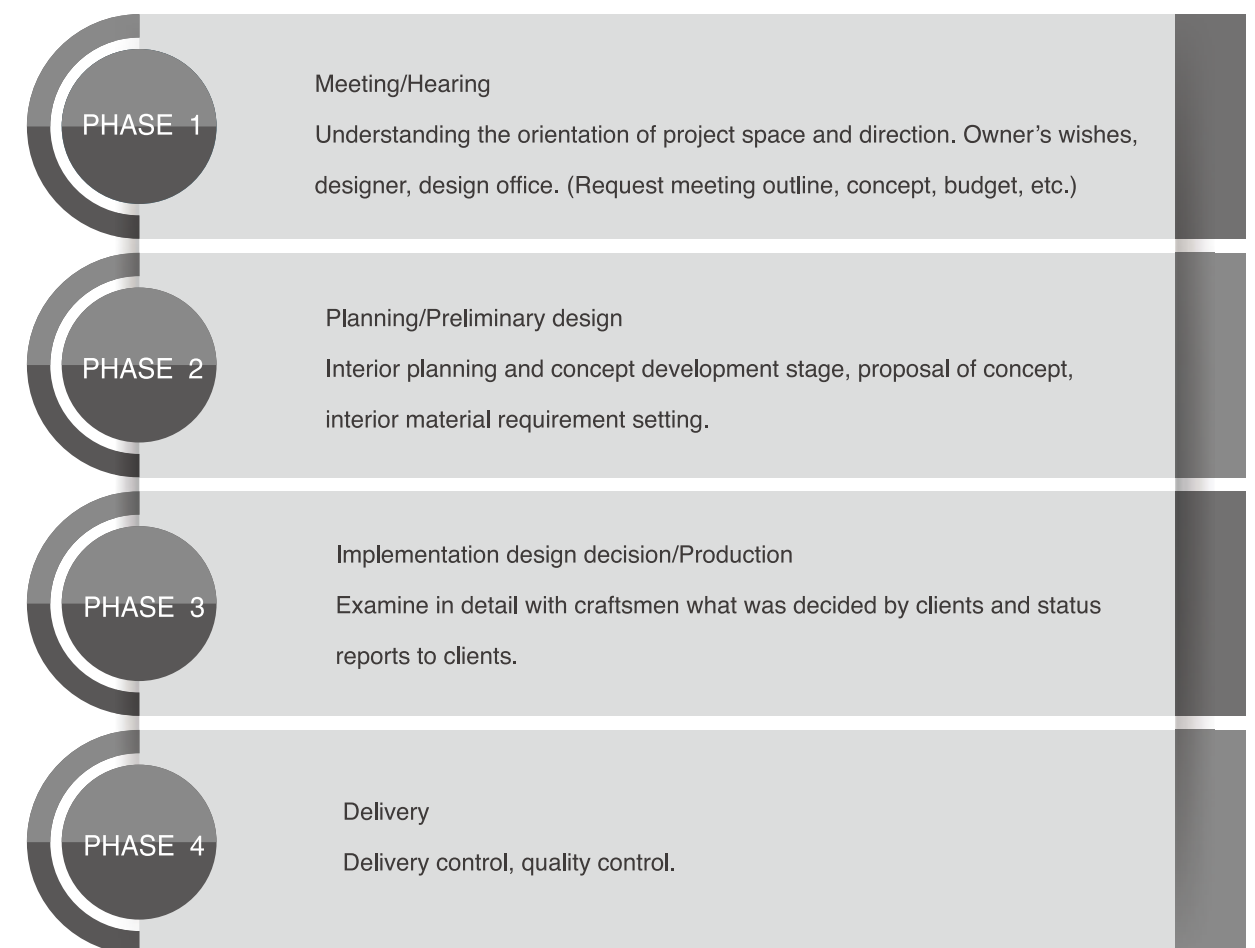 PHASE 1
Meeting/Hearing
Understanding the orientation of project space and direction. Owner’s wishes,
designer, design office. (Request meeting outline, concept, budget, etc.)
PHASE 2
Planning/Preliminary design
Interior planning and concept development stage, proposal of concept,
interior material requirement setting.
PHASE 3
Implementation design decision/Production
Examine in detail with craftsmen what was decided by clients and status
reports to clients.
PHASE 4
Delivery
Delivery control, quality control.